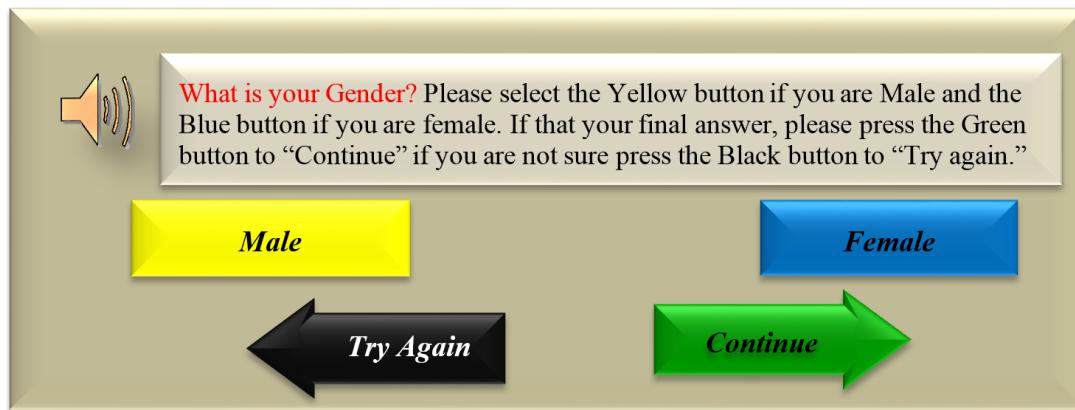 What is your Gender? Please select the Yellow button if you are Male and the
Blue button if you are female. If that your final answer, please press the Green
button to “Continue” if you are not sure press the Black button to “Try again.”
Male
Female
Try Again
Continue